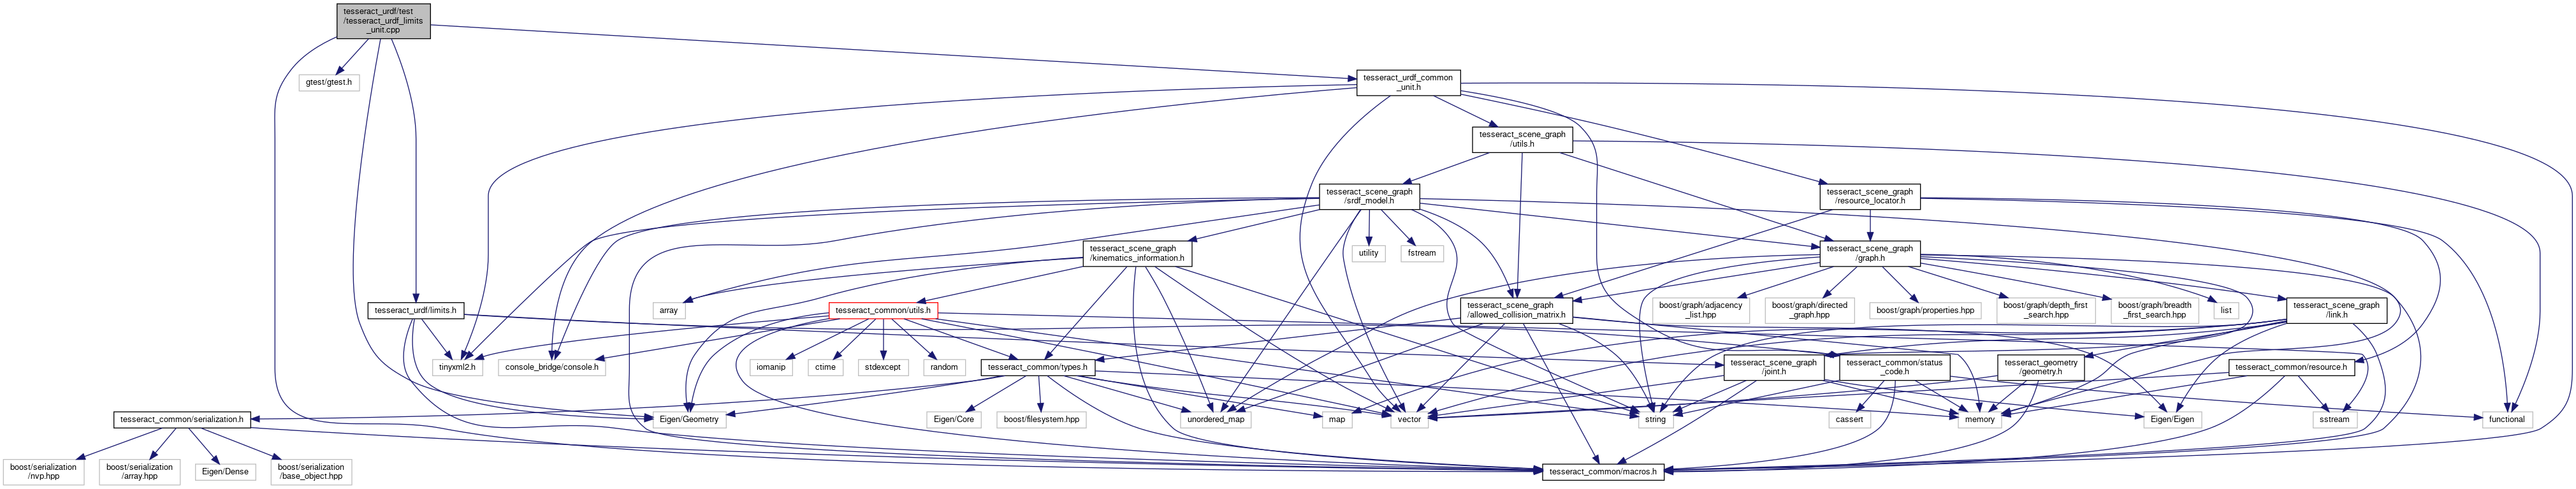 tesseract_urdf/test
/tesseract_urdf_limits
_unit.cpp
gtest/gtest.h
tesseract_urdf_common
_unit.h
tesseract_scene_graph
/utils.h
tesseract_scene_graph
/srdf_model.h
tesseract_scene_graph
/resource_locator.h
tesseract_scene_graph
/kinematics_information.h
utility
fstream
tesseract_scene_graph
/graph.h
tesseract_urdf/limits.h
array
tesseract_common/utils.h
tesseract_scene_graph
/allowed_collision_matrix.h
boost/graph/adjacency
_list.hpp
boost/graph/directed
_graph.hpp
boost/graph/properties.hpp
boost/graph/depth_first
_search.hpp
boost/graph/breadth
_first_search.hpp
list
tesseract_scene_graph
/link.h
tinyxml2.h
console_bridge/console.h
iomanip
ctime
stdexcept
random
tesseract_common/types.h
tesseract_scene_graph
/joint.h
tesseract_common/status
_code.h
tesseract_geometry
/geometry.h
tesseract_common/resource.h
tesseract_common/serialization.h
Eigen/Geometry
Eigen/Core
boost/filesystem.hpp
unordered_map
map
vector
string
cassert
memory
Eigen/Eigen
sstream
functional
boost/serialization
/nvp.hpp
boost/serialization
/array.hpp
Eigen/Dense
boost/serialization
/base_object.hpp
tesseract_common/macros.h